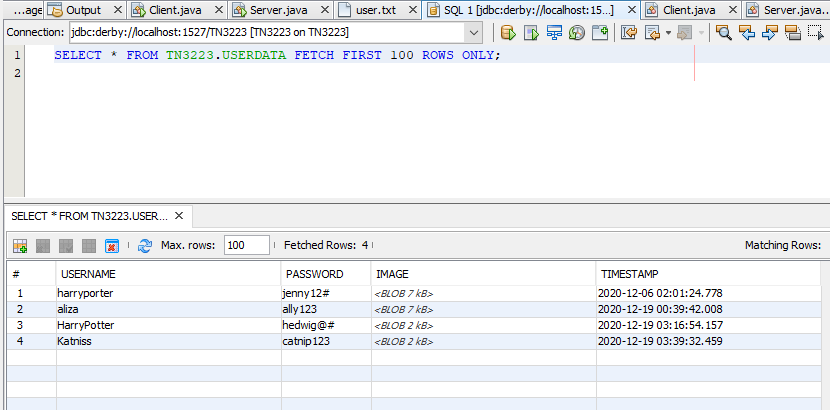 ...age Output Client.java Server.java user.txt SQL 1 [jdbc:derby://localhost:15...] Client.java Server.java
Connection: jdbc:derby://localhost:1527/TN3223 [TN3223 on TN3223]
1 SELECT * FROM TN3223.USERDATA FETCH FIRST 100 ROWS ONLY;
2
SELECT * FROM TN3223.USER...
Max. rows: 100 Fetched Rows: 4 Matching Rows:
# USERNAME PASSWORD IMAGE TIMESTAMP
1 harryporter jenny12# <BLOB 7 kB> 2020-12-06 02:01:24.778
2 aliza ally123 <BLOB 7 kB> 2020-12-19 00:39:42.008
3 HarryPotter hedwig@# <BLOB 2 kB> 2020-12-19 03:16:54.157
4 Katniss catnip123 <BLOB 2 kB> 2020-12-19 03:39:32.459